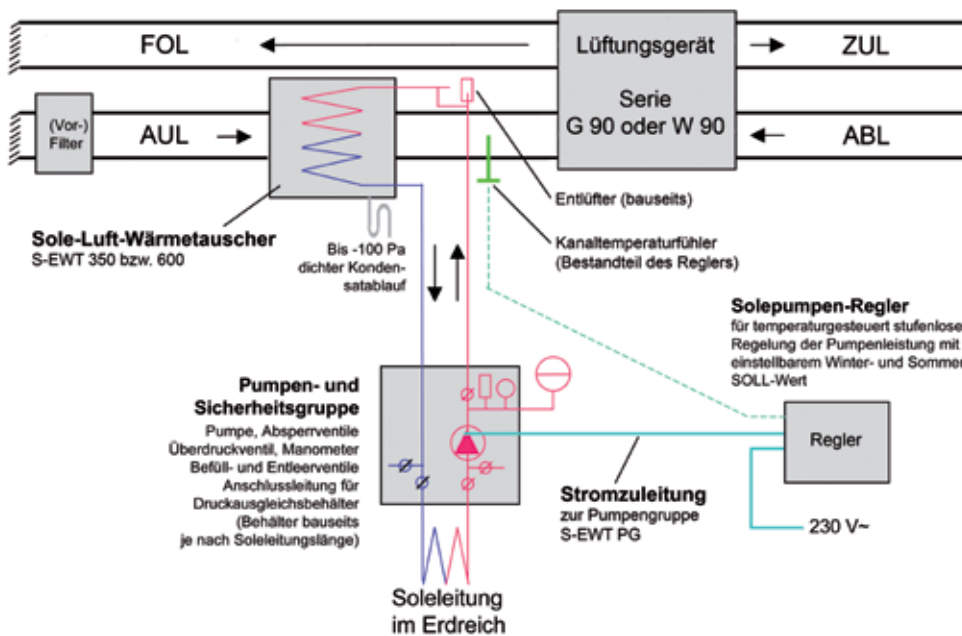 FOL
Lüftungsgerät
Serie
G 90 oder W 90
ZUL
(Vor-)
Filter
AUL
ABL
Entlüfter (bauseits)
Kanaltemperaturfühler
(Bestandteil des Reglers)
Sole-Luft-Wärmetauscher
S-EWT 350 bzw. 600
Bis -100 Pa
dichter Konden-
satablauf
Solepumpen-Regler
für temperaturgesteuert stufenlose
Regelung der Pumpenleistung mit
einstellbarem Winter- und Sommer
SOLL-Wert
Pumpen- und
Sicherheitsgruppe
Pumpe, Absperrventile
Überdruckventil, Manometer
Befüll- und Entleerventile
Anschlussleitung für
Druckausgleichsbehälter
(Behälter bauseits
je nach Soleleitungslänge)
Regler
Stromzuleitung
zur Pumpengruppe
S-EWT PG
230 V~
Soleleitung
im Erdreich